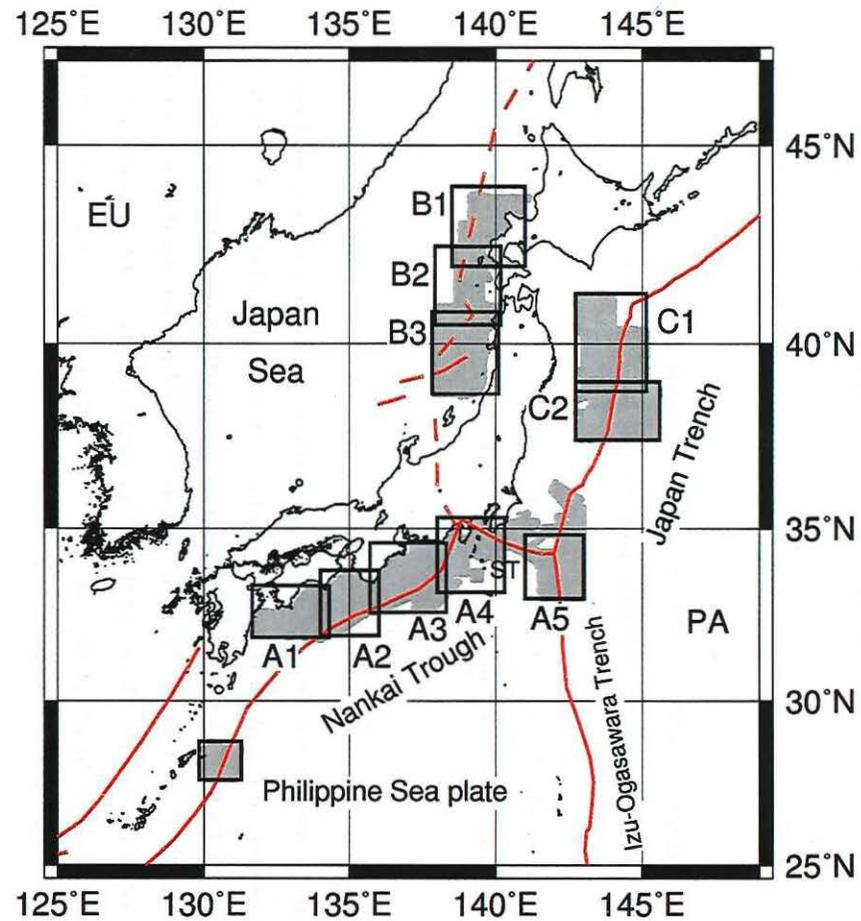 125˚E 130˚E 135˚E 140˚E 145˚E
45˚N
EU
B1
B2
Japan
Sea
B3
C1
40˚N
C2
Japan Trench
35˚N
ST
A1
A2
A3
A4
A5
PA
Nankai Trough
Izu-Ogasawara Trench
30˚N
Philippine Sea plate
25˚N
125˚E 130˚E 135˚E 140˚E 145˚E